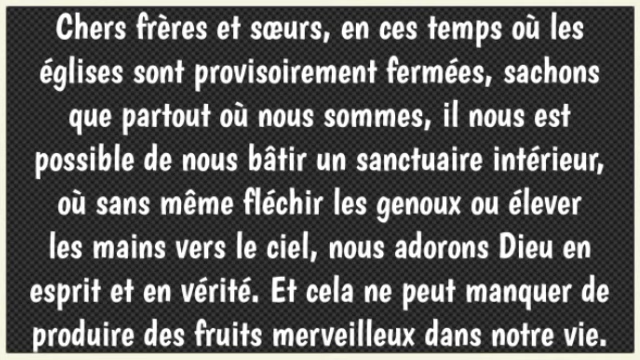 Chers frères et sœurs, en ces temps où les
églises sont provisoirement fermées, sachons
que partout où nous sommes, il nous est
possible de nous bâtir un sanctuaire intérieur,
où sans même fléchir les genoux ou élever
les mains vers le ciel, nous adorons Dieu en
esprit et en vérité. Et cela ne peut manquer de
produire des fruits merveilleux dans notre vie.